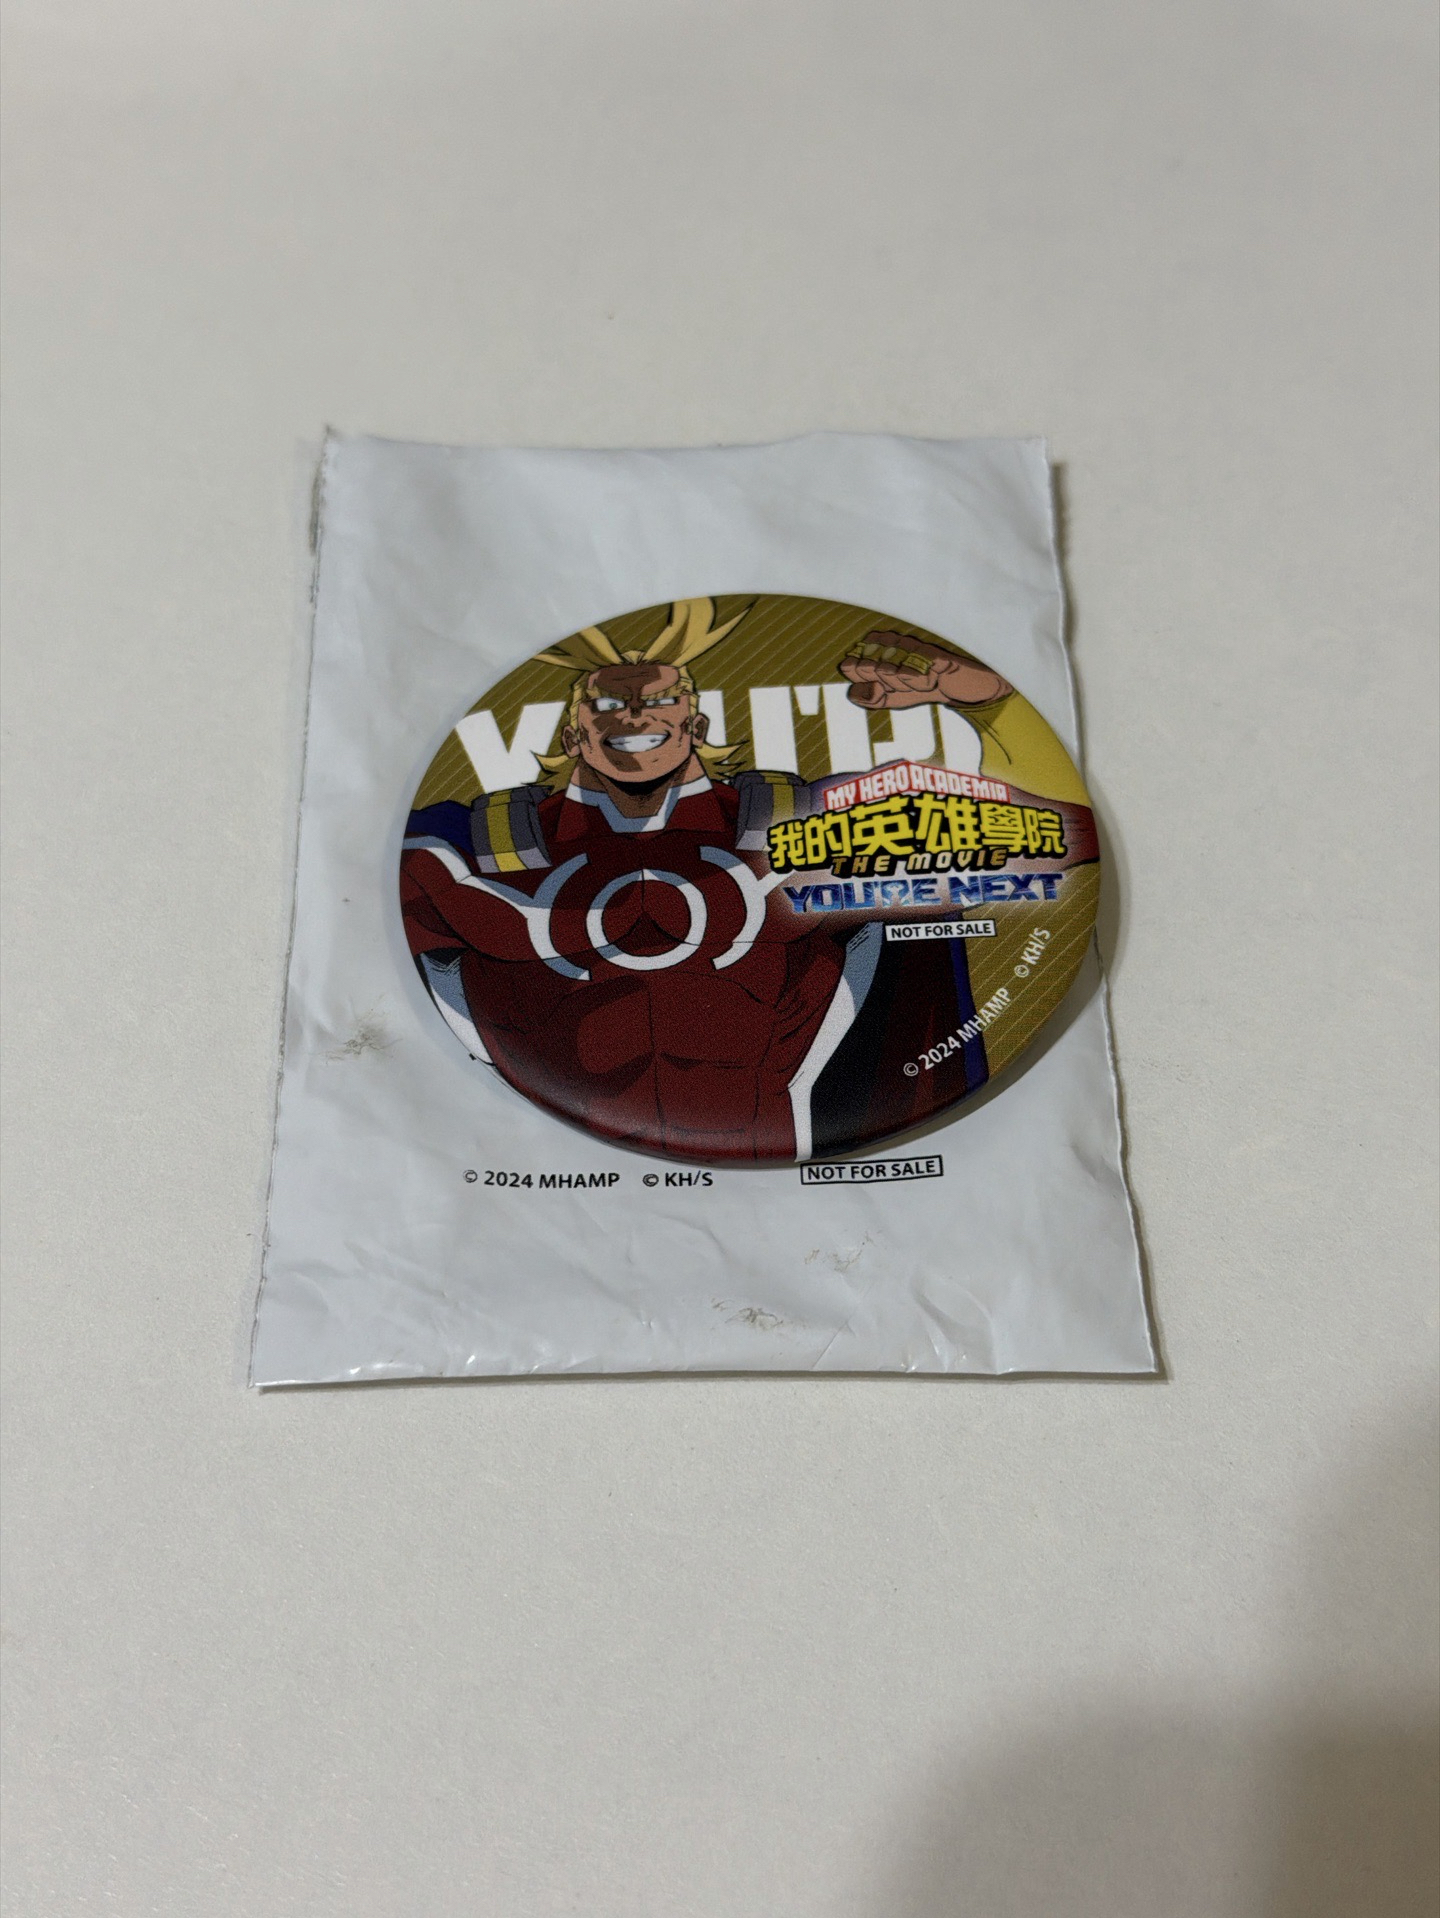 MY HERO ACADEMIA
我的英雄學院
THE MOVIE
YOU'RE NEXT
NOT FOR SALE
© 2024 MHAMP © KH/S
© 2024 MHAMP © KH/S
NOT FOR SALE